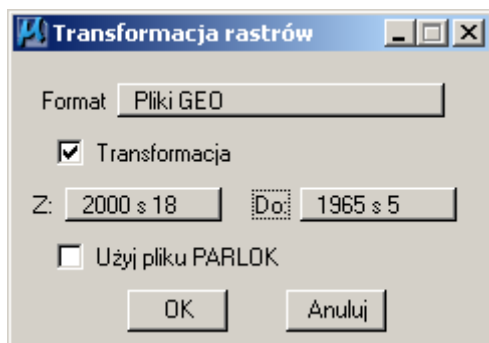 Transformacja rastrów
Format Pliki GEO
Transformacja
Z: 2000 s 18 Do: 1965 s 5
Użyj pliku PARLOK
OK Anuluj